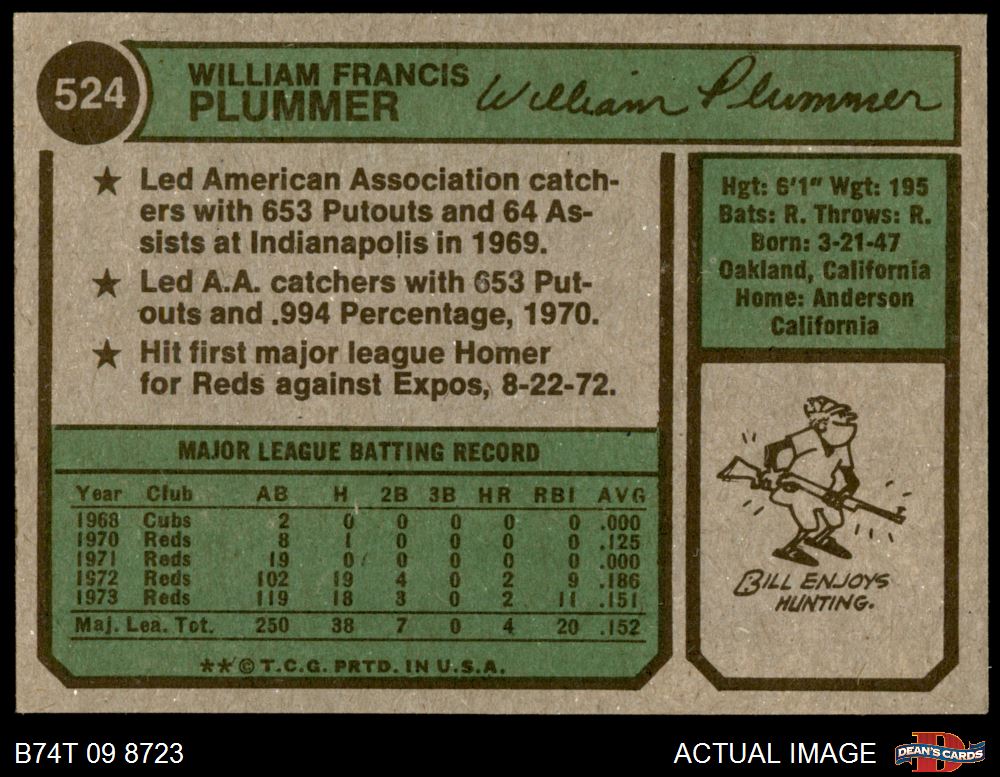 524
WILLIAM FRANCIS
PLUMMER
William Plummer
★ Led American Association catch-
ers with 653 Putouts and 64 As-
sists at Indianapolis in 1969.
★ Led A.A. catchers with 653 Put-
outs and .994 Percentage, 1970.
★ Hit first major league Homer
for Reds against Expos, 8-22-72.
Hgt: 6'1" Wgt: 195
Bats: R. Throws: R.
Born: 3-21-47
Oakland, California
Home: Anderson
California
MAJOR LEAGUE BATTING RECORD
Year Club AB H 2B 3B HR RBI AVG
1968 Cubs 2 0 0 0 0 0 .000
1970 Reds 8 1 0 0 0 0 .125
1971 Reds 19 0 0 0 0 0 .000
1972 Reds 102 19 4 0 2 9 .186
1973 Reds 119 18 3 0 2 11 .151
Maj. Lea. Tot. 250 38 7 0 4 20 .152
BILL ENJOYS
HUNTING.
**© T.C.G. PRTD. IN U.S.A.
B74T 09 8723
ACTUAL IMAGE
D
DEAN'S CARDS